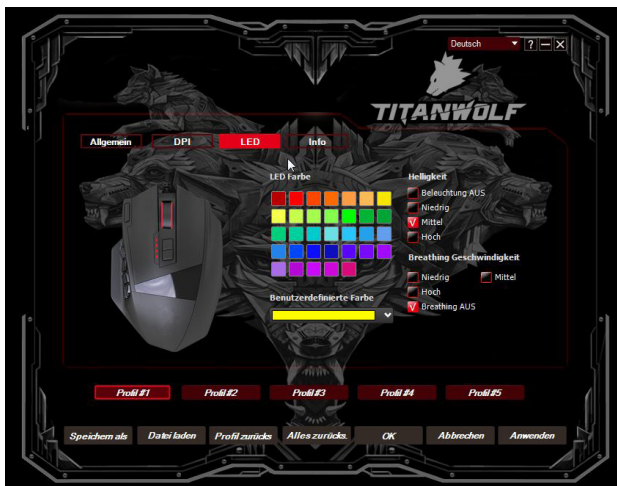 Deutsch
?
TITANWOLF
Allgemein DPI LED Info
LED Farbe
Helligkeit
Beleuchtung AUS
Niedrig
Mittel
Hoch
Breathing Geschwindigkeit
Niedrig Mittel
Hoch
Breathing AUS
Benutzerdefinierte Farbe
Profil #1 Profil #2 Profil #3 Profil #4 Profil #5
Speichern als Datei laden Profil zurücks Alles zurücks. OK Abbrechen Anwenden